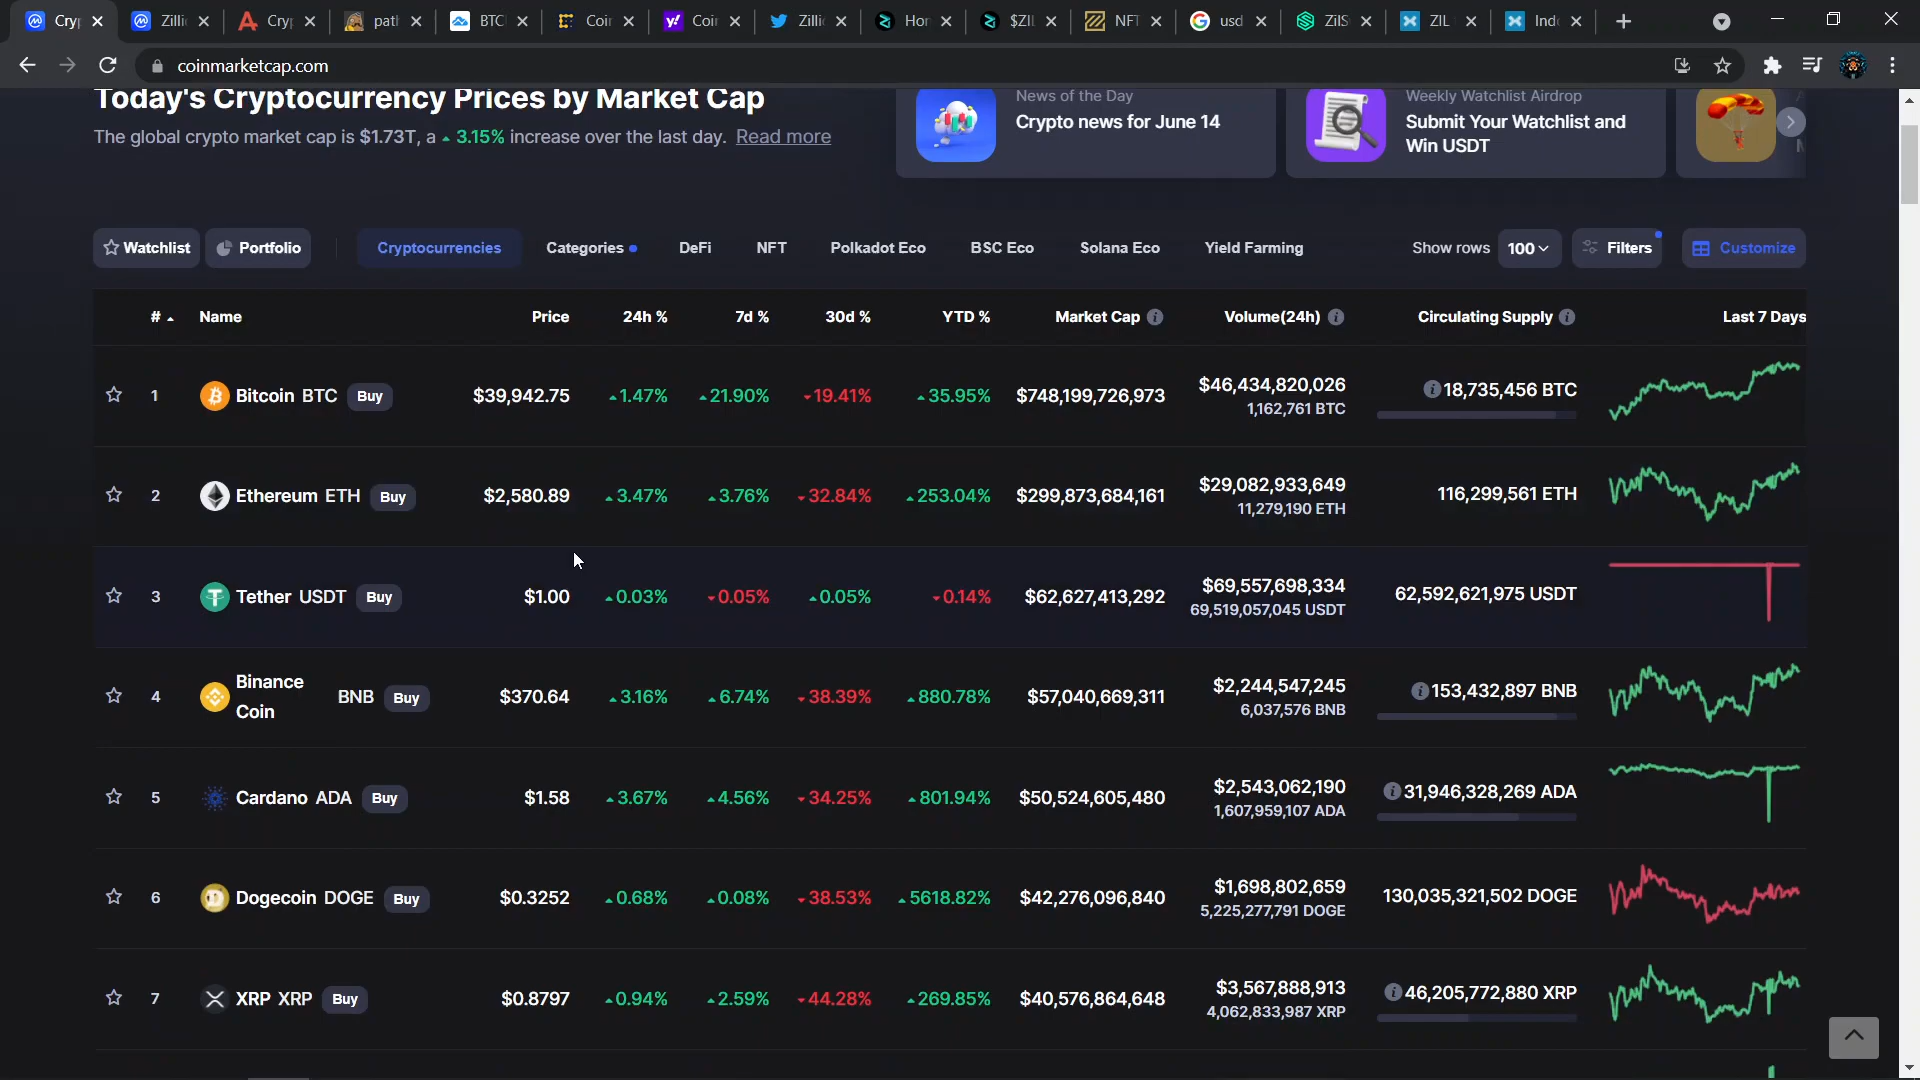 Cryp
Zillic
Cryp
path
BTC
Coin
Coin
Zillic
Hon
$ZIL
NFT
usd
ZilS
ZIL
Inde
coinmarketcap.com
Today's Cryptocurrency Prices by Market Cap
The global crypto market cap is $1.73T, a 3.15% increase over the last day. Read more
News of the Day
Crypto news for June 14
Weekly Watchlist Airdrop
Submit Your Watchlist and
Win USDT
Watchlist Portfolio Cryptocurrencies Categories DeFi NFT Polkadot Eco BSC Eco Solana Eco Yield Farming Show rows 100 Filters Customize
# Name Price 24h % 7d % 30d % YTD % Market Cap Volume(24h) Circulating Supply Last 7 Days
1 Bitcoin BTC Buy $39,942.75 1.47% 21.90% 19.41% 35.95% $748,199,726,973 $46,434,820,026 18,735,456 BTC
1,162,761 BTC
2 Ethereum ETH Buy $2,580.89 3.47% 3.76% 32.84% 253.04% $299,873,684,161 $29,082,933,649 116,299,561 ETH
11,279,190 ETH
3 Tether USDT Buy $1.00 0.03% 0.05% 0.05% 0.14% $62,627,413,292 $69,557,698,334 62,592,621,975 USDT
69,519,057,045 USDT
4 Binance Coin BNB Buy $370.64 3.16% 6.74% 38.39% 880.78% $57,040,669,311 $2,244,547,245 153,432,897 BNB
6,037,576 BNB
5 Cardano ADA Buy $1.58 3.67% 4.56% 34.25% 801.94% $50,524,605,480 $2,543,062,190 31,946,328,269 ADA
1,607,959,107 ADA
6 Dogecoin DOGE Buy $0.3252 0.68% 0.08% 38.53% 5618.82% $42,276,096,840 $1,698,802,659 130,035,321,502 DOGE
5,225,277,791 DOGE
7 XRP XRP Buy $0.8797 0.94% 2.59% 44.28% 269.85% $40,576,864,648 $3,567,888,913 46,205,772,880 XRP
4,062,833,987 XRP